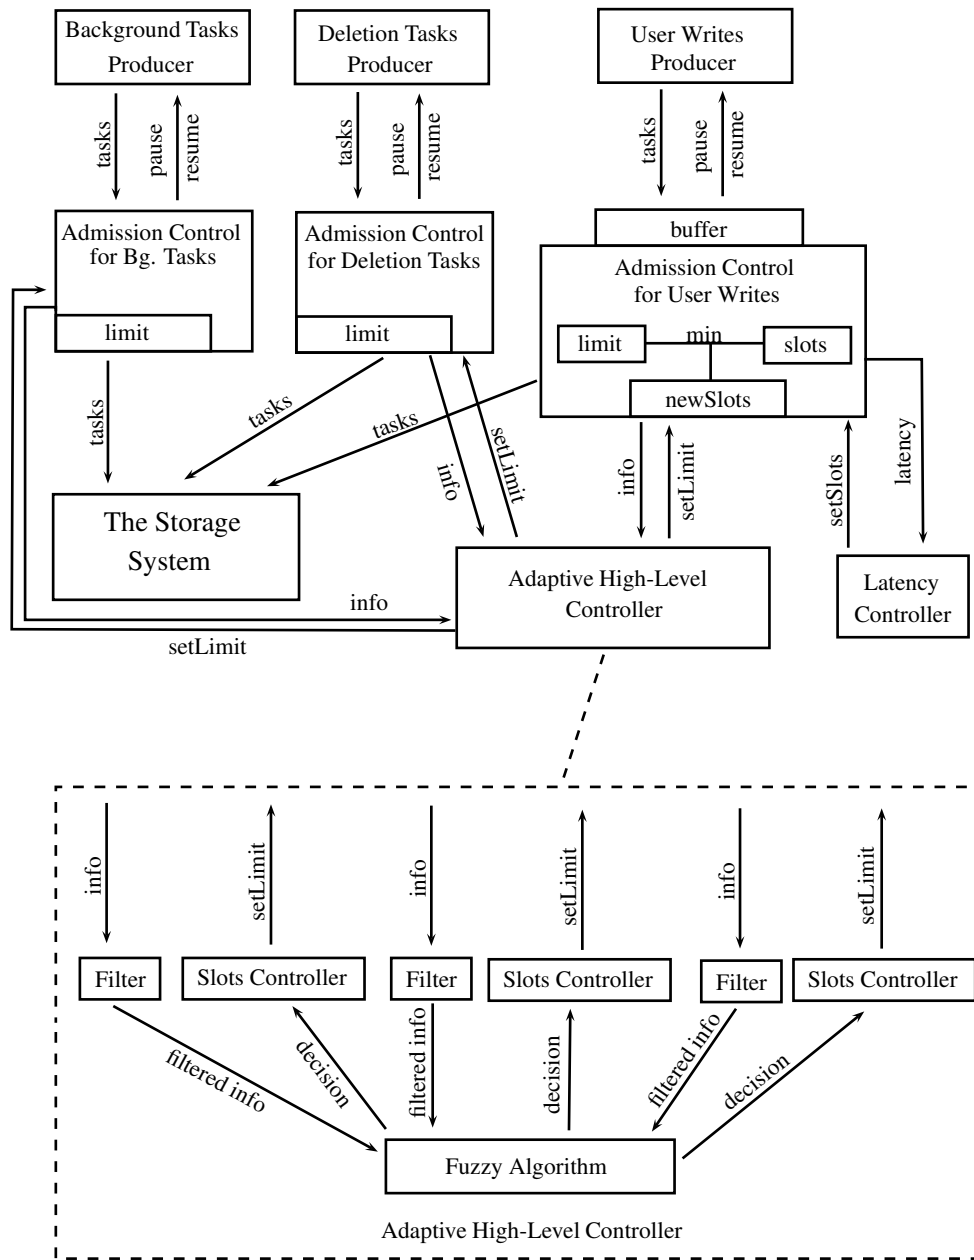 Background Tasks
Producer
Deletion Tasks
Producer
User Writes
Producer
tasks
pause
resume
tasks
pause
resume
tasks
pause
resume
buffer
Admission Control
for Bg. Tasks
limit
Admission Control
for Deletion Tasks
limit
Admission Control
for User Writes
limit
min
slots
newSlots
tasks
tasks
tasks
info
setLimit
info
setLimit
setSlots
latency
The Storage
System
Adaptive High-Level
Controller
Latency
Controller
info
setLimit
info
setLimit
info
setLimit
info
setLimit
Filter
Slots Controller
Filter
Slots Controller
Filter
Slots Controller
filtered info
decision
filtered info
decision
filtered info
decision
Fuzzy Algorithm
Adaptive High-Level Controller